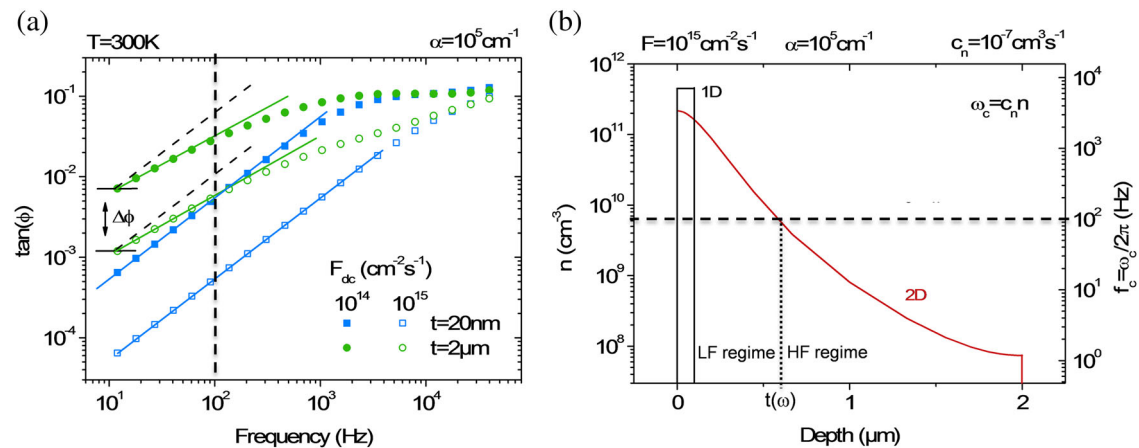 (a)
T=300K α=10⁵cm⁻¹
10⁻¹
10⁻²
10⁻³
10⁻⁴
tan(ϕ)
Δϕ
F_dc (cm⁻²s⁻¹)
10¹⁴ 10¹⁵
t=20nm
t=2µm
10¹ 10² 10³ 10⁴ 10⁵
Frequency (Hz)
(b)
F=10¹⁵cm⁻²s⁻¹ α=10⁵cm⁻¹ c_n=10⁻⁷cm³s⁻¹
10¹²
10¹¹
10¹⁰
10⁹
10⁸
n (cm⁻³)
1D
ω_c=c_n n
2D
LF regime
HF regime
10⁴
10³
10²
10¹
10⁰
f_c=ω_c/2π (Hz)
0 t(ω) 1 2
Depth (µm)